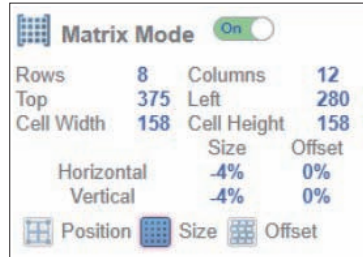 Matrix Mode On
Rows 8 Columns 12
Top 375 Left 280
Cell Width 158 Cell Height 158
Size Offset
Horizontal -4% 0%
Vertical -4% 0%
Position Size Offset